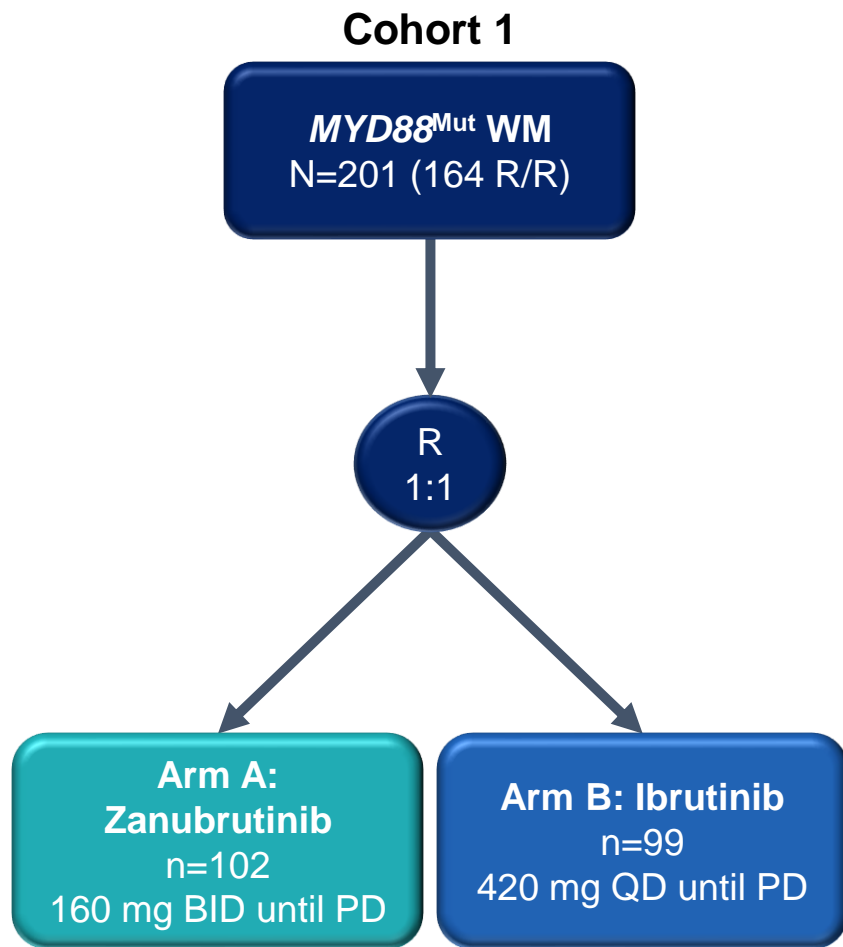 Cohort 1
MYD88Mut WM
N=201 (164 R/R)
R
1:1
Arm A:
Zanubrutinib
n=102
160 mg BID until PD
Arm B: Ibrutinib
n=99
420 mg QD until PD